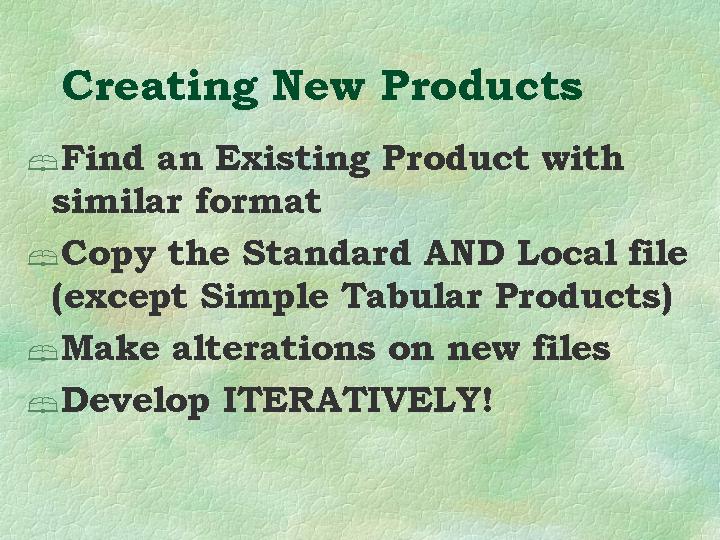 Creating New Products
Find an Existing Product with
similar format
Copy the Standard AND Local file
(except Simple Tabular Products)
Make alterations on new files
Develop ITERATIVELY!